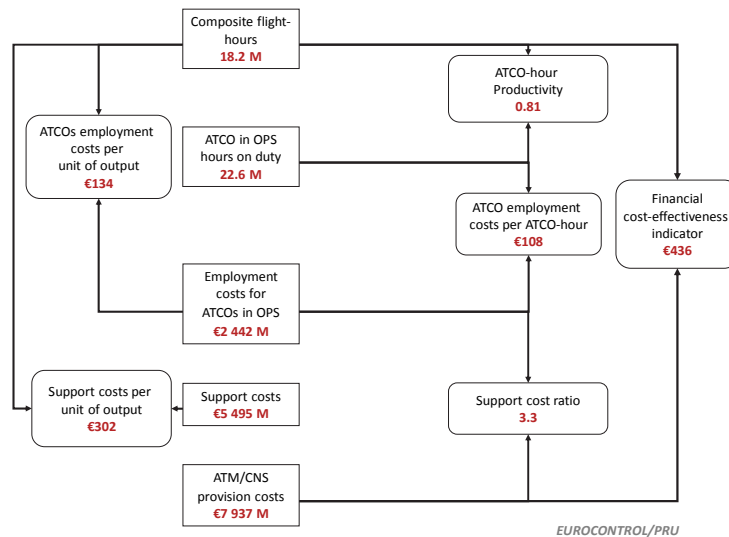 Composite flight-
hours
18.2 M
ATCO-hour
Productivity
0.81
ATCOs employment
costs per
unit of output
€134
ATCO in OPS
hours on duty
22.6 M
ATCO employment
costs per ATCO-hour
€108
Financial
cost-effectiveness
indicator
€436
Employment
costs for
ATCOs in OPS
€2 442 M
Support costs per
unit of output
€302
Support costs
€5 495 M
Support cost ratio
3.3
ATM/CNS
provision costs
€7 937 M
EUROCONTROL/PRU